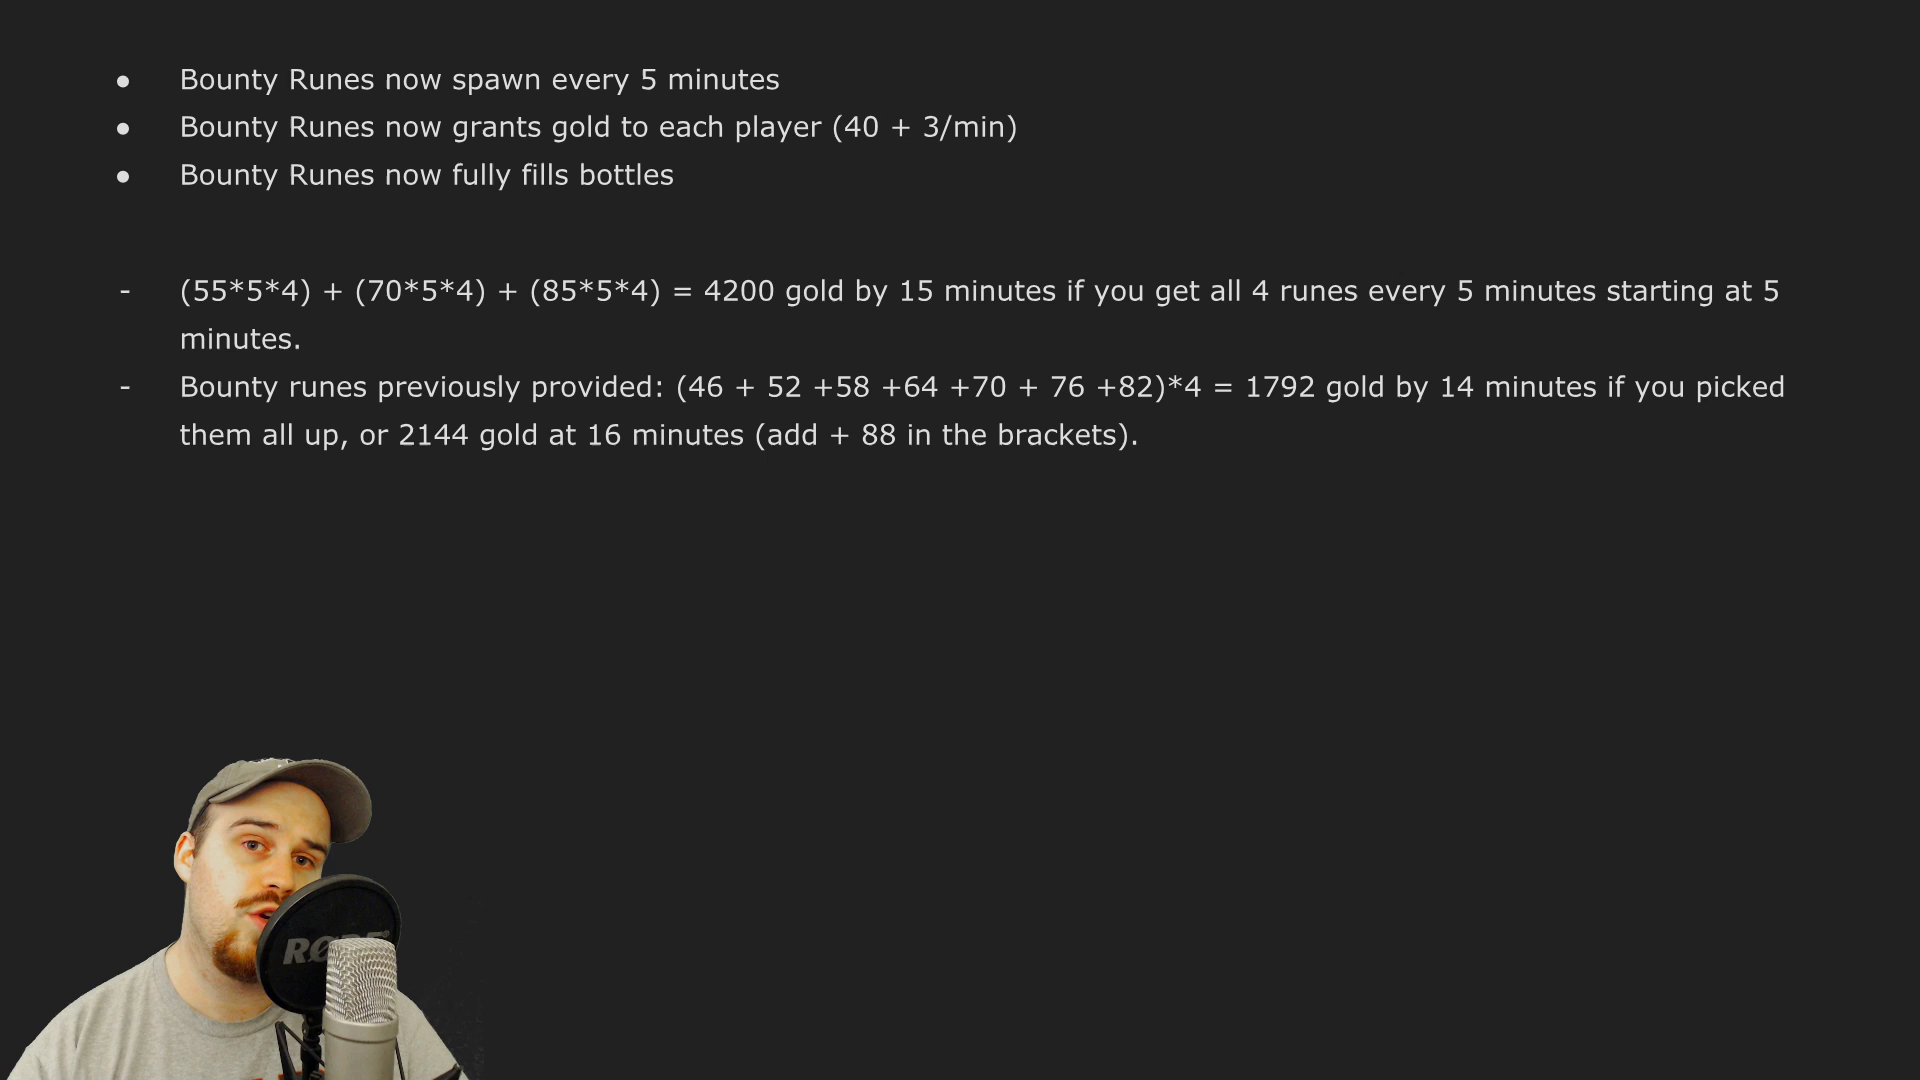 ● Bounty Runes now spawn every 5 minutes
● Bounty Runes now grants gold to each player (40 + 3/min)
● Bounty Runes now fully fills bottles
- (55*5*4) + (70*5*4) + (85*5*4) = 4200 gold by 15 minutes if you get all 4 runes every 5 minutes starting at 5
minutes.
- Bounty runes previously provided: (46 + 52 +58 +64 +70 + 76 +82)*4 = 1792 gold by 14 minutes if you picked
them all up, or 2144 gold at 16 minutes (add + 88 in the brackets).